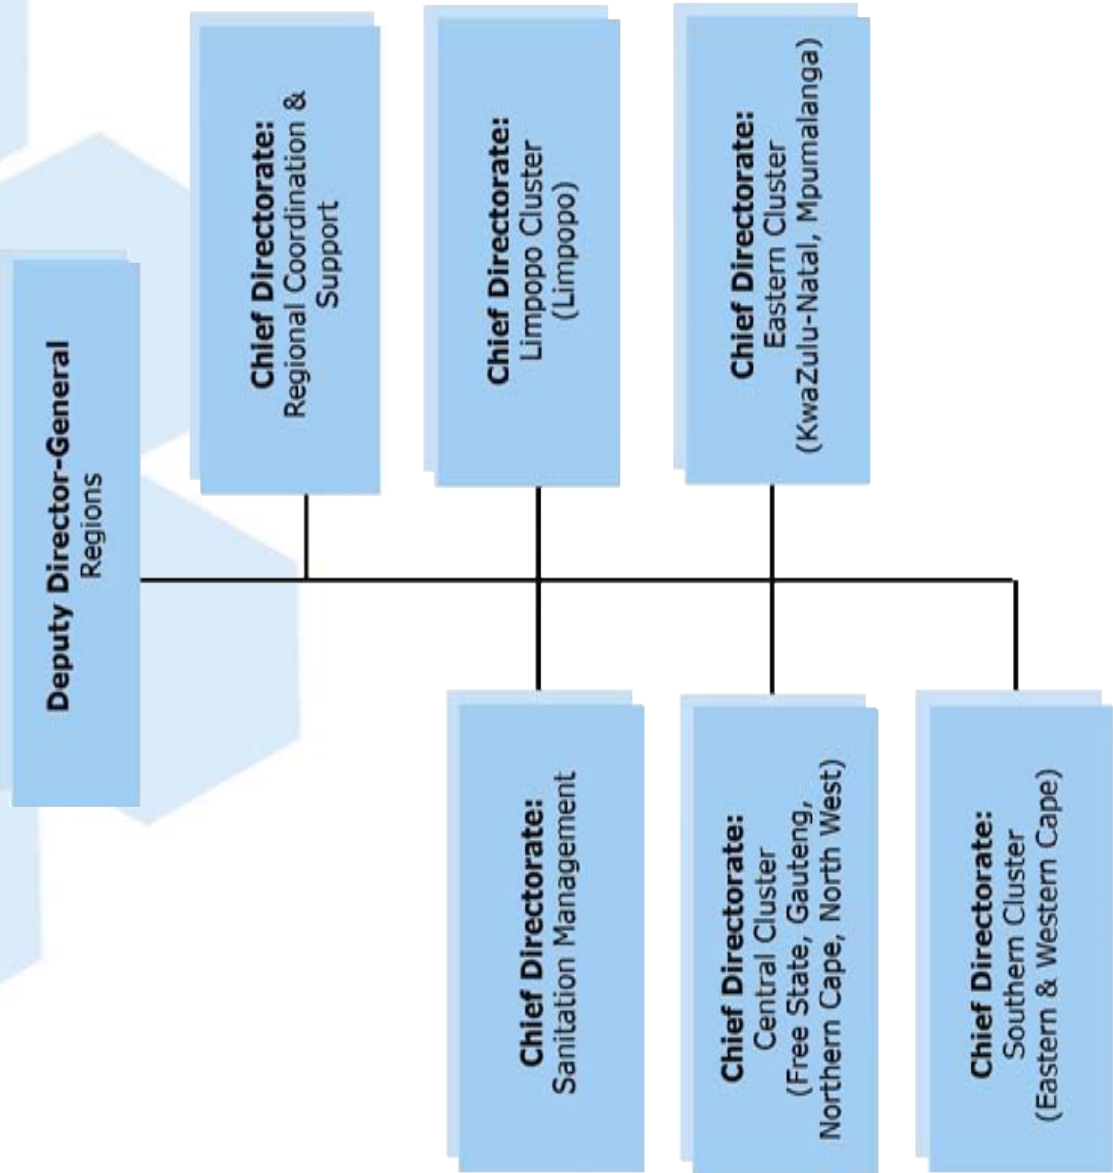 Deputy Director-General
Regions
Chief Directorate:
Regional Coordination &
Support
Chief Directorate:
Sanitation Management
Chief Directorate:
Limpopo Cluster
(Limpopo)
Chief Directorate:
Central Cluster
(Free State, Gauteng,
Northern Cape, North West)
Chief Directorate:
Eastern Cluster
(KwaZulu-Natal, Mpumalanga)
Chief Directorate:
Southern Cluster
(Eastern & Western Cape)